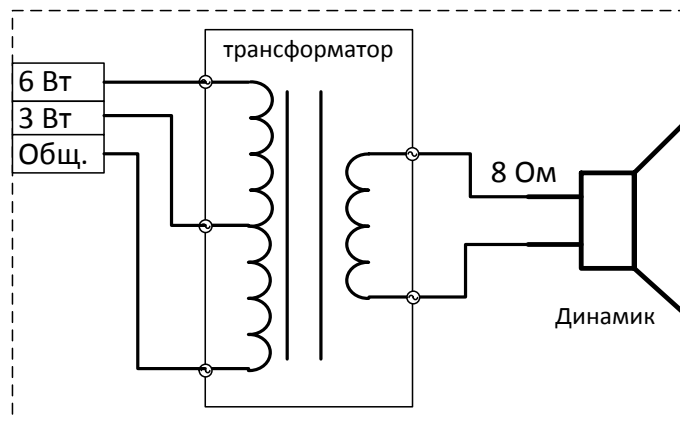 трансформатор
6 Вт
3 Вт
Общ.
8 Ом
Динамик